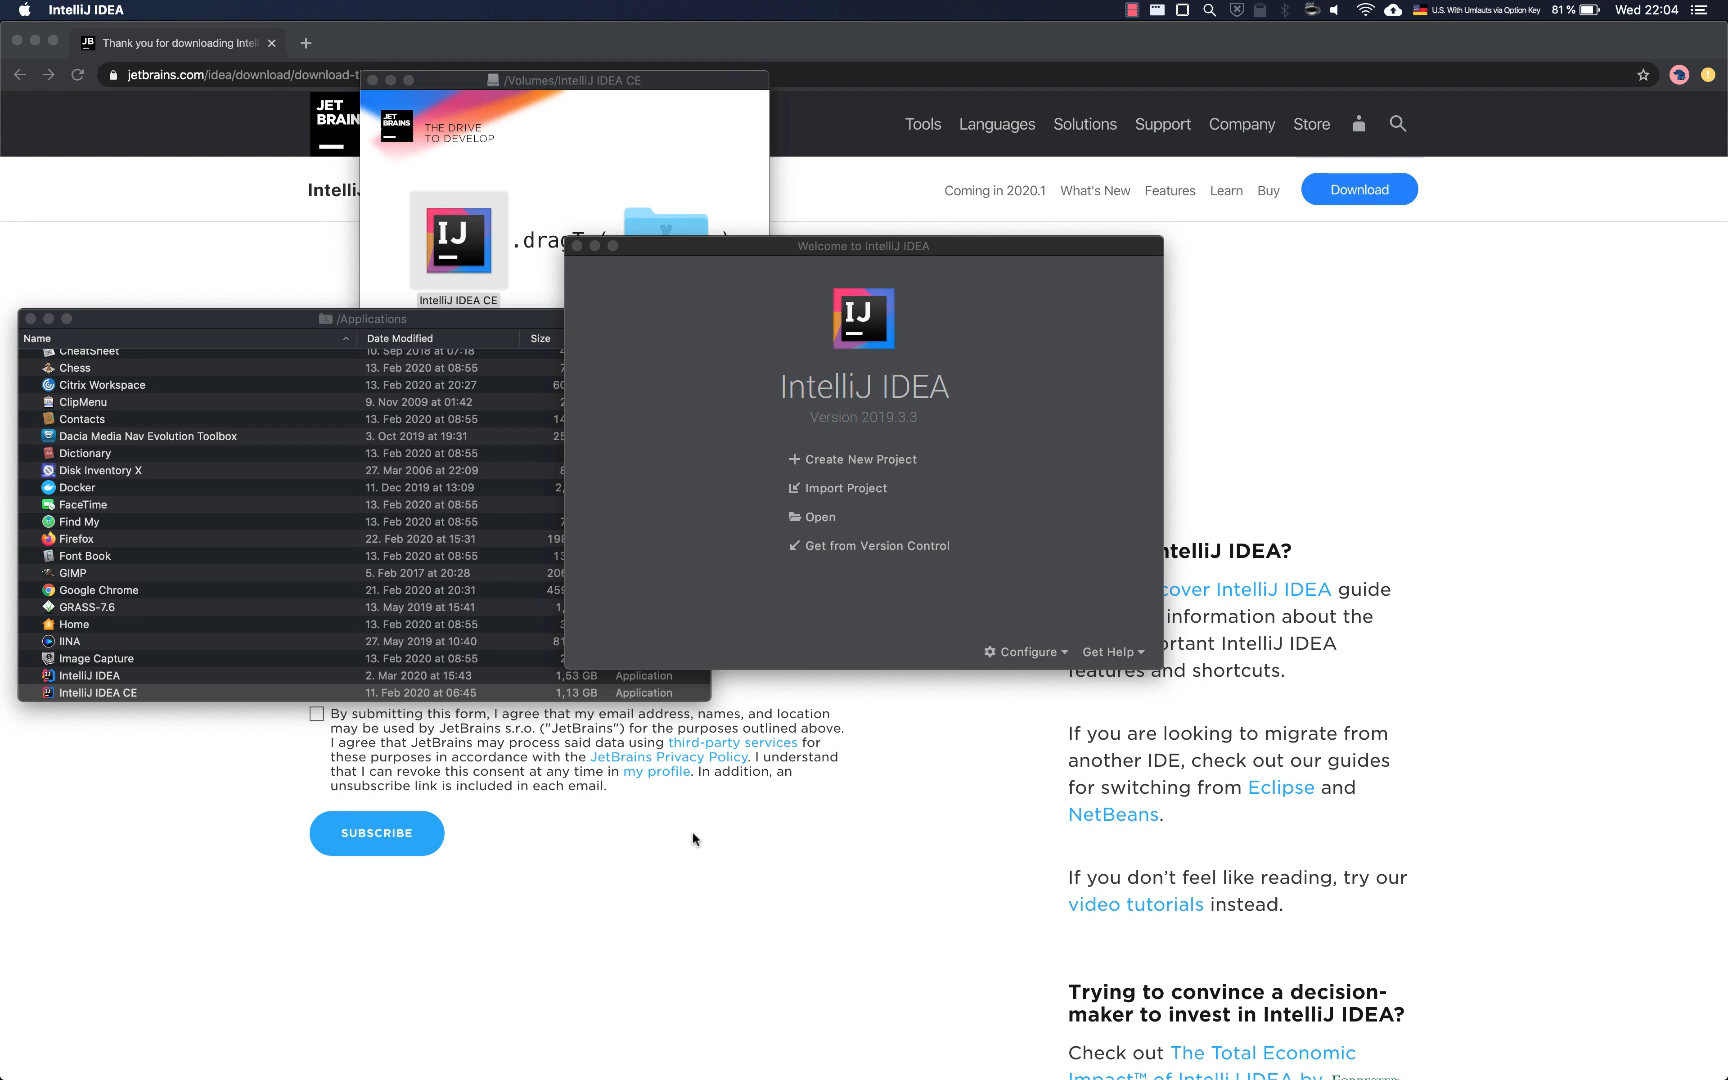 IntelliJ IDEA
U.S. With Umlauts via Option Key
81 %
Wed 22:04
JB
Thank you for downloading Intell
jetbrains.com/idea/download/download-t
/Volumes/IntelliJ IDEA CE
JET
BRAIN
JET
BRAINS
THE DRIVE
TO DEVELOP
Tools
Languages
Solutions
Support
Company
Store
Coming in 2020.1
What's New
Features
Learn
Buy
Download
IJ
IntelliJ IDEA CE
Welcome to IntelliJ IDEA
IJ
IntelliJ IDEA
Version 2019.3.3
Create New Project
Import Project
Open
Get from Version Control
Configure
Get Help
/Applications
Name
Date Modified
Size
CheatSheet 10. Sep 2018 at 07:18
Chess 13. Feb 2020 at 08:55
Citrix Workspace 13. Feb 2020 at 20:27
ClipMenu 9. Nov 2009 at 01:42
Contacts 13. Feb 2020 at 08:55
Dacia Media Nav Evolution Toolbox 3. Oct 2019 at 19:31
Dictionary 13. Feb 2020 at 08:55
Disk Inventory X 27. Mar 2006 at 22:09
Docker 11. Dec 2019 at 13:09
FaceTime 13. Feb 2020 at 08:55
Find My 13. Feb 2020 at 08:55
Firefox 22. Feb 2020 at 15:31
Font Book 13. Feb 2020 at 08:55
GIMP 5. Feb 2017 at 20:28
Google Chrome 21. Feb 2020 at 20:31
GRASS-7.6 13. May 2019 at 15:41
Home 13. Feb 2020 at 08:55
IINA 27. May 2019 at 10:40
Image Capture 13. Feb 2020 at 08:55
IntelliJ IDEA 2. Mar 2020 at 15:43 1,53 GB Application
IntelliJ IDEA CE 11. Feb 2020 at 06:45 1,13 GB Application
By submitting this form, I agree that my email address, names, and location
may be used by JetBrains s.r.o. ("JetBrains") for the purposes outlined above.
I agree that JetBrains may process said data using third-party services for
these purposes in accordance with the JetBrains Privacy Policy. I understand
that I can revoke this consent at any time in my profile. In addition, an
unsubscribe link is included in each email.
SUBSCRIBE
ntelliJ IDEA?
cover IntelliJ IDEA guide
information about the
ortant IntelliJ IDEA
features and shortcuts.
If you are looking to migrate from
another IDE, check out our guides
for switching from Eclipse and
NetBeans.
If you don't feel like reading, try our
video tutorials instead.
Trying to convince a decision-
maker to invest in IntelliJ IDEA?
Check out The Total Economic
Impact™ of IntelliJ IDEA by